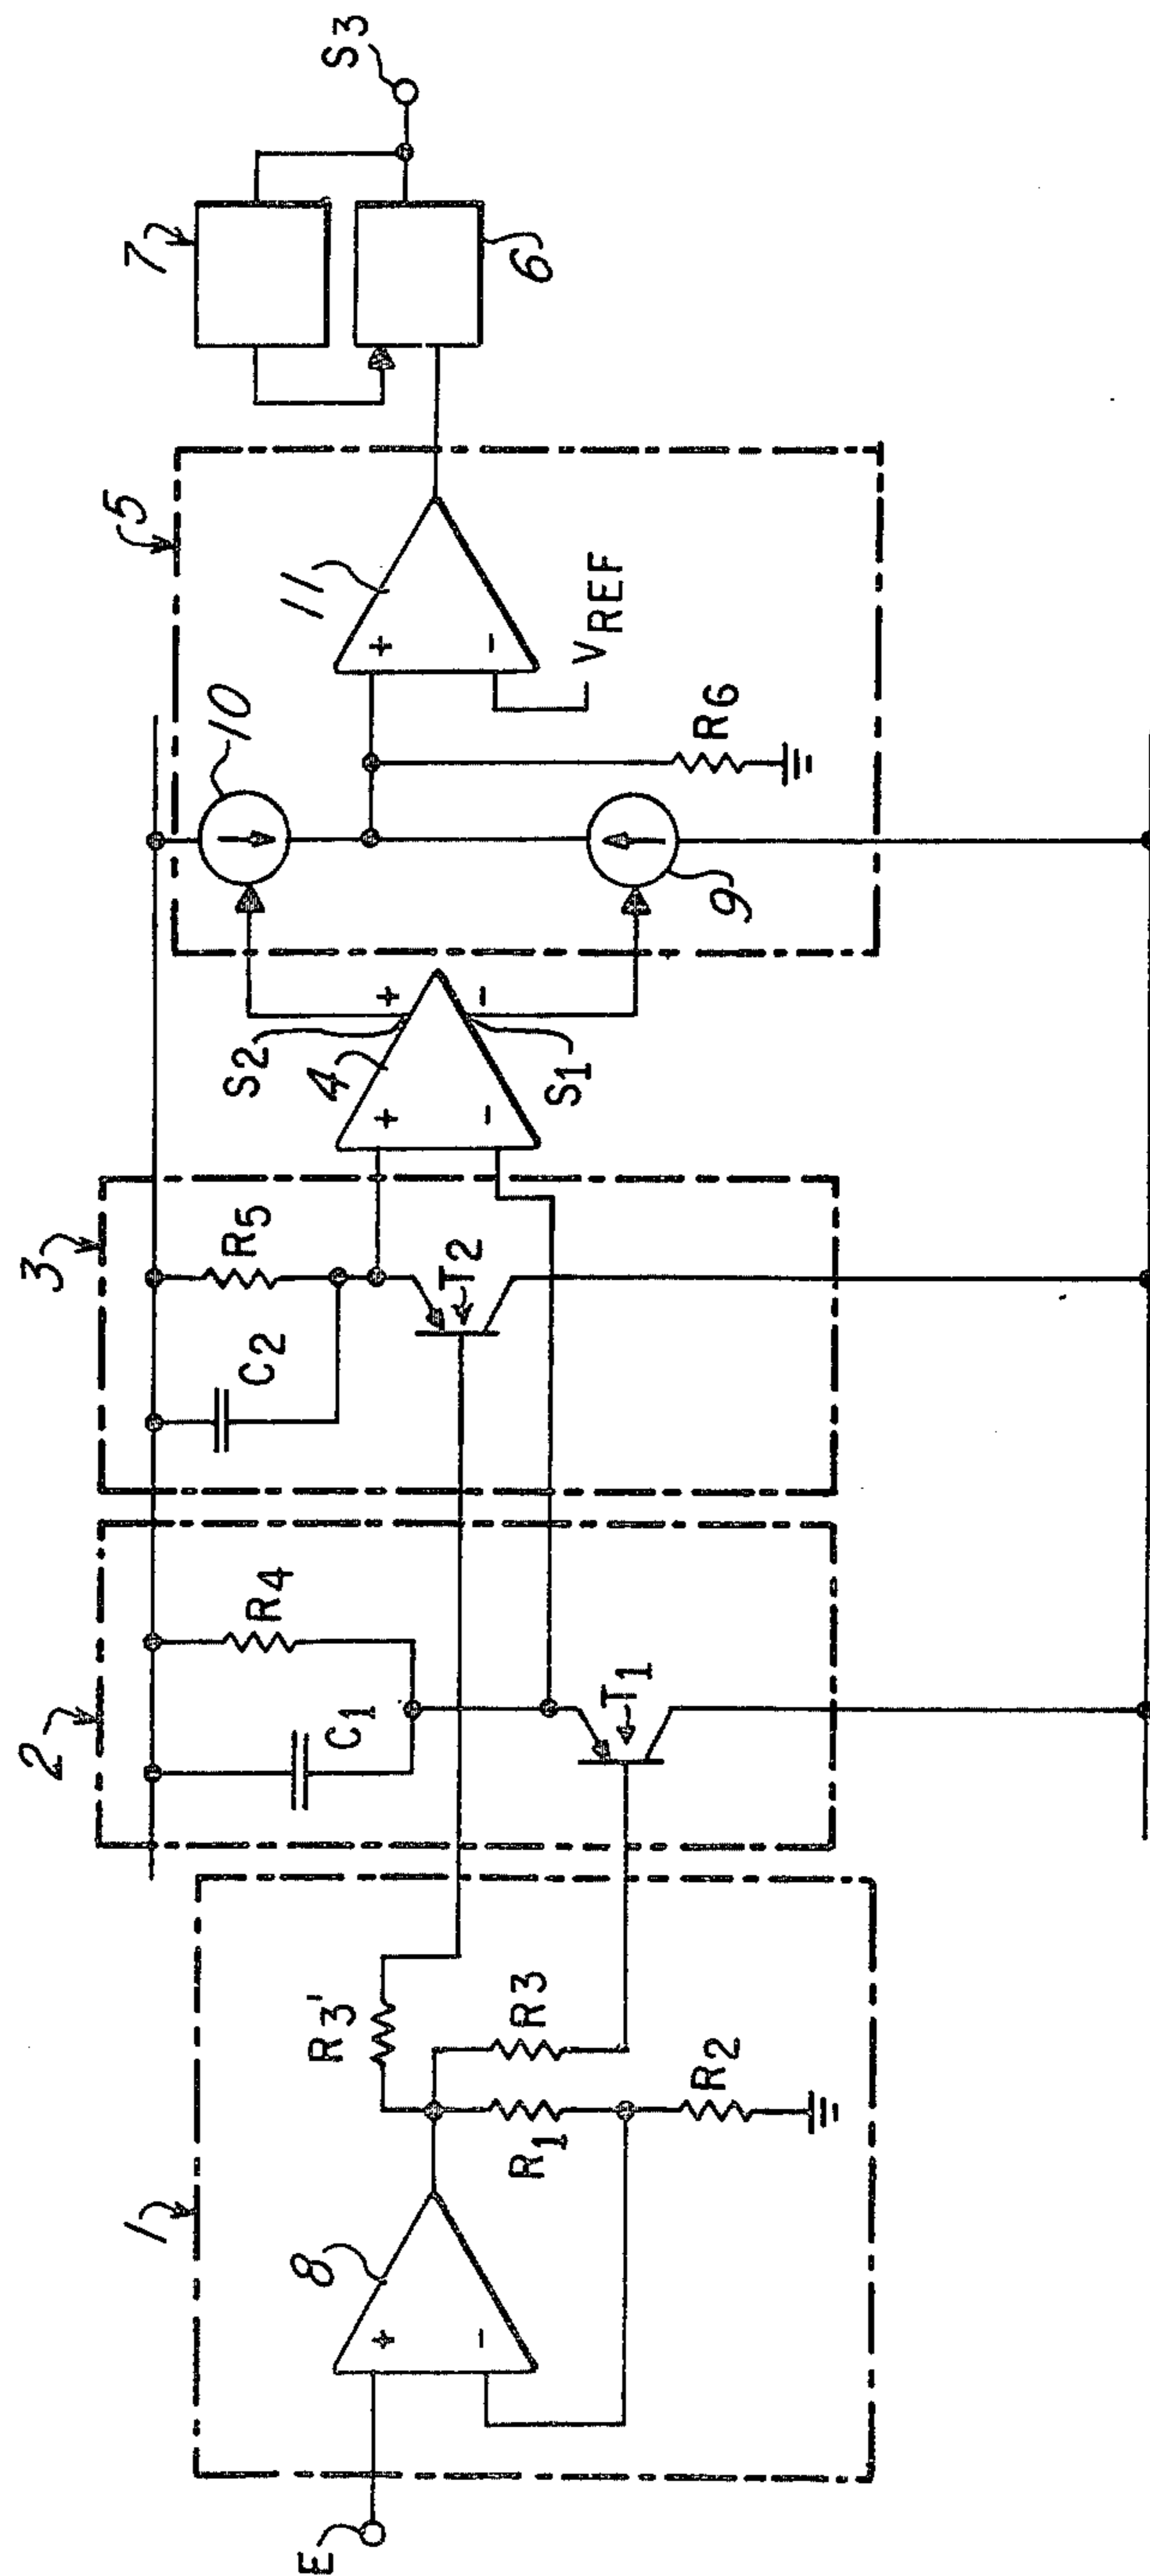 E
1
8
+
-
R1
R2
R3
R3'
2
C1
R4
T1
3
C2
R5
T2
4
+
-
+
-
S2
S1
5
10
9
11
+
-
VREF
R6
7
6
S3